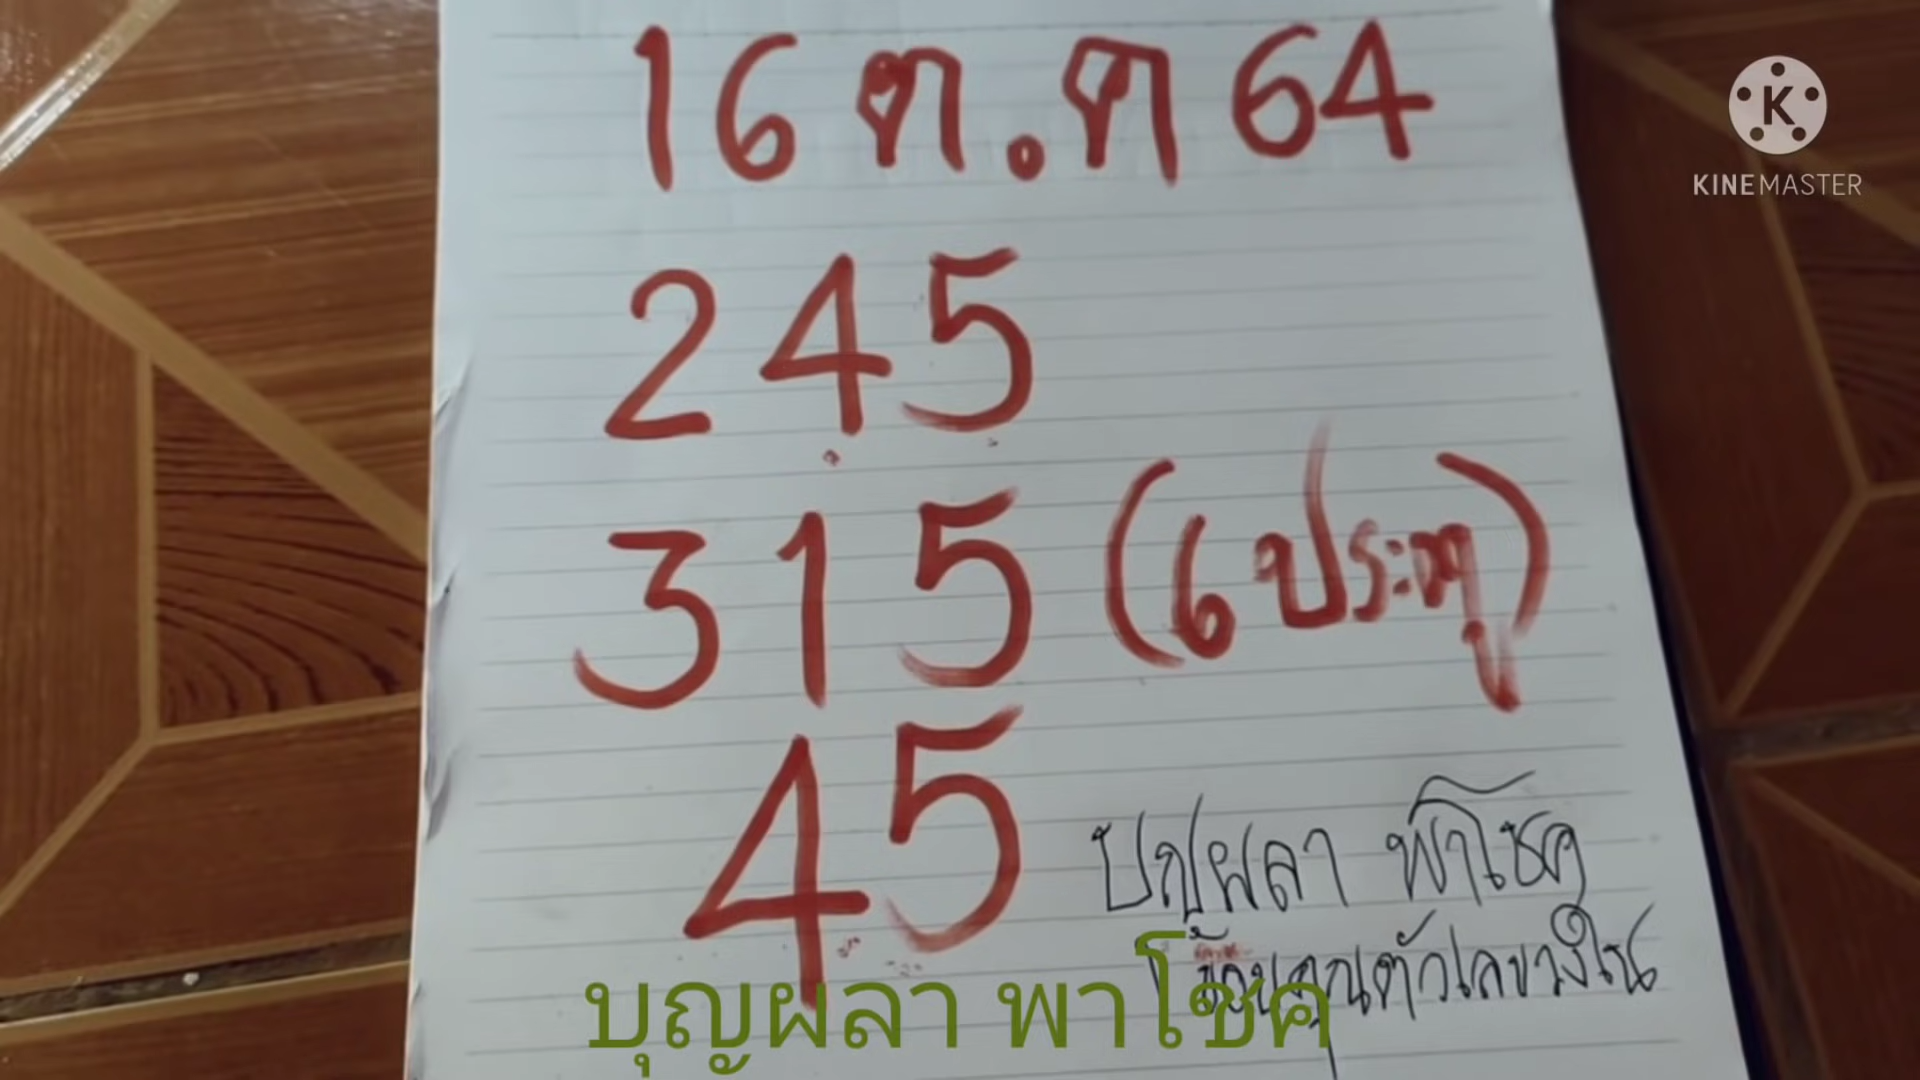 16 ต.ค 64
KINEMASTER
245
315 (6 ประตู)
45
บุญผลา พาโชค
บุญผลา พาโชค